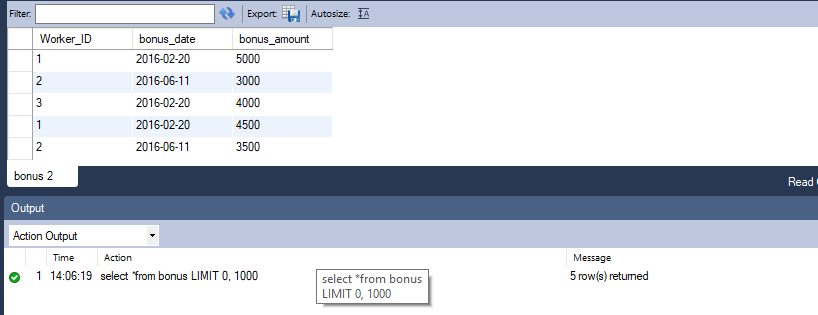 Filter: Export: Autosize:
Worker_ID bonus_date bonus_amount
1 2016-02-20 5000
2 2016-06-11 3000
3 2016-02-20 4000
1 2016-02-20 4500
2 2016-06-11 3500
bonus 2
Read
Output
Action Output
Time Action Message
1 14:06:19 select *from bonus LIMIT 0, 1000 5 row(s) returned
select *from bonus
LIMIT 0, 1000